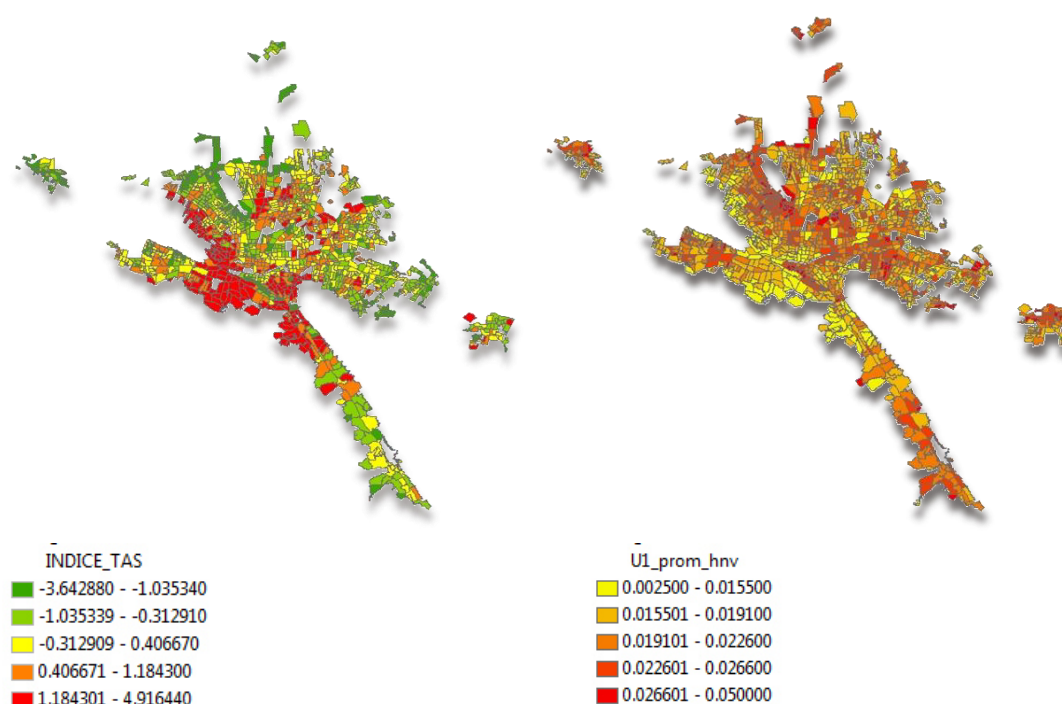 INDICE_TAS
-3.642880 - -1.035340
-1.035339 - -0.312910
-0.312909 - 0.406670
0.406671 - 1.184300
1.184301 - 4.916440
U1_prom_hnv
0.002500 - 0.015500
0.015501 - 0.019100
0.019101 - 0.022600
0.022601 - 0.026600
0.026601 - 0.050000